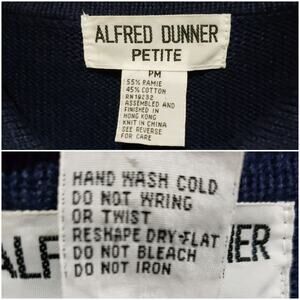 ALFRED DUNNER
PETITE
PM
55% RAMIE
45% COTTON
RN 19232
ASSEMBLED AND
FINISHED IN
HONG KONG
KNIT IN CHINA
SEE REVERSE
FOR CARE
HAND WASH COLD
DO NOT WRING
OR TWIST
RESHAPE DRY-FLAT
DO NOT BLEACH
DO NOT IRON
ALF
NER